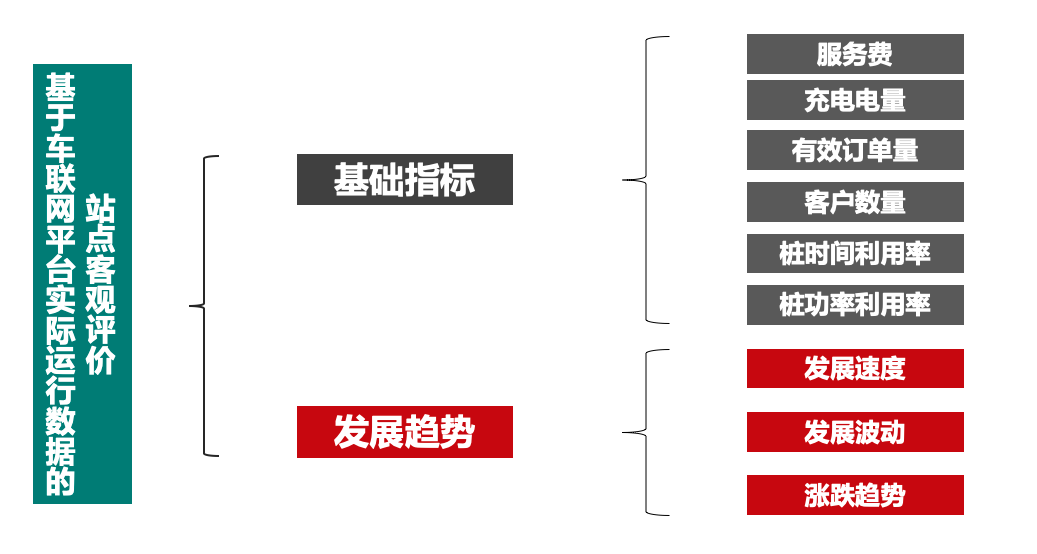 基于车联网平台实际运行数据的
站点客观评价
基础指标
服务费
充电电量
有效订单量
客户数量
桩时间利用率
桩功率利用率
发展趋势
发展速度
发展波动
涨跌趋势